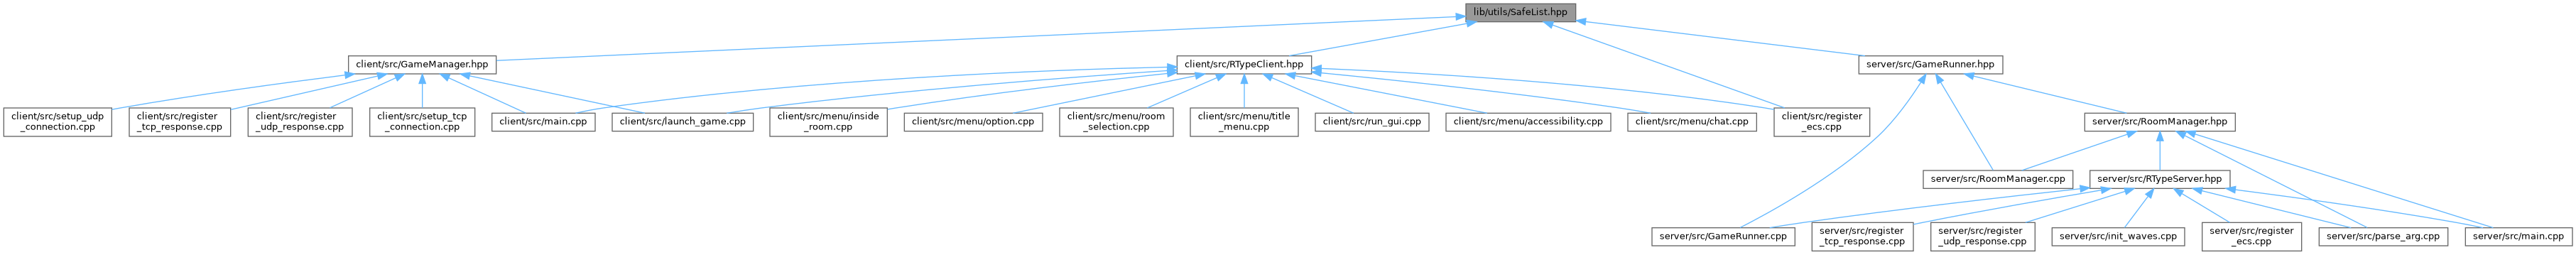 lib/utils/SafeList.hpp
client/src/GameManager.hpp
client/src/RTypeClient.hpp
server/src/GameRunner.hpp
client/src/setup_udp
_connection.cpp
client/src/register
_tcp_response.cpp
client/src/register
_udp_response.cpp
client/src/setup_tcp
_connection.cpp
client/src/main.cpp
client/src/launch_game.cpp
client/src/menu/inside
_room.cpp
client/src/menu/option.cpp
client/src/menu/room
_selection.cpp
client/src/menu/title
_menu.cpp
client/src/run_gui.cpp
client/src/menu/accessibility.cpp
client/src/menu/chat.cpp
client/src/register
_ecs.cpp
server/src/RoomManager.hpp
server/src/RoomManager.cpp
server/src/RTypeServer.hpp
server/src/GameRunner.cpp
server/src/register
_tcp_response.cpp
server/src/register
_udp_response.cpp
server/src/init_waves.cpp
server/src/register
_ecs.cpp
server/src/parse_arg.cpp
server/src/main.cpp